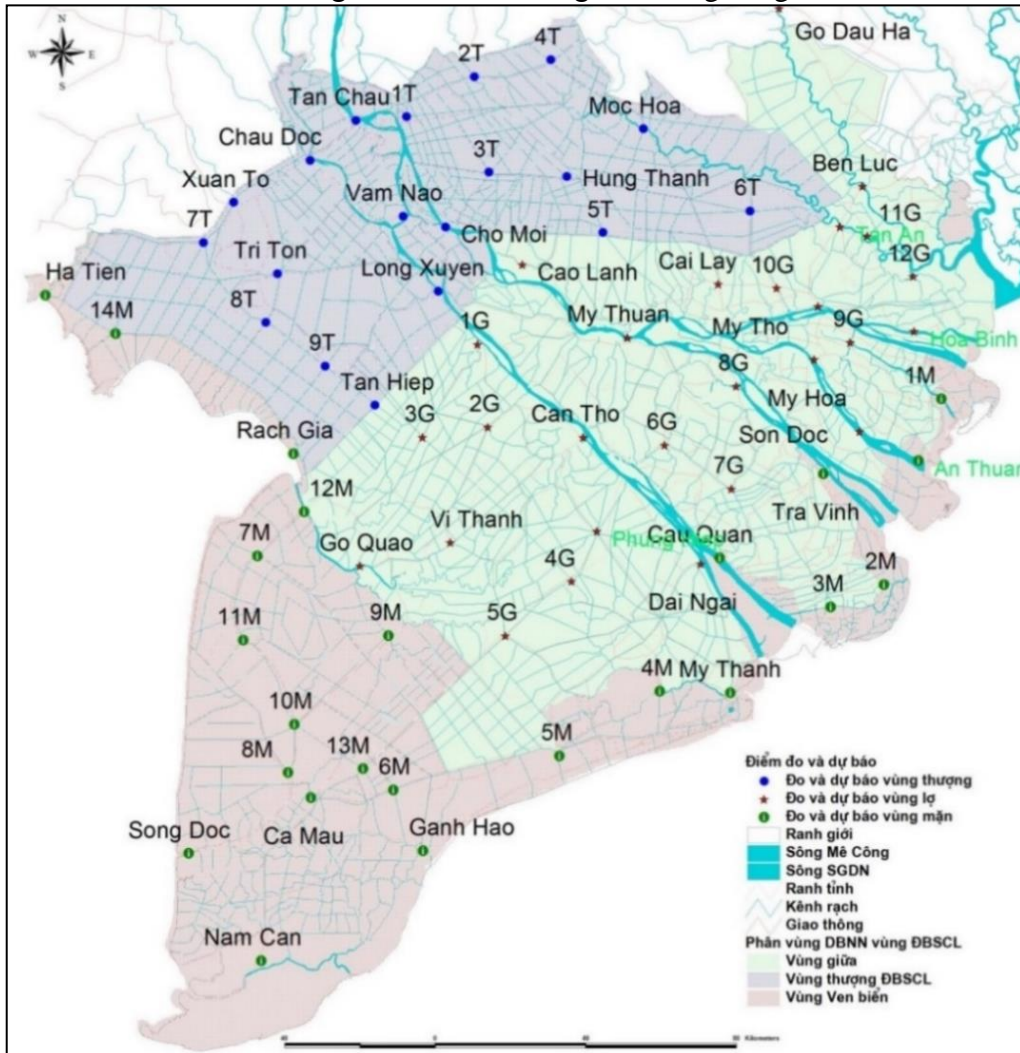 N
W E
S
Go Dau Ha
4T
2T
Tan Chau 1T
Moc Hoa
Chau Doc
3T
Ben Luc
Xuan To
Hung Thanh
Vam Nao
6T
7T
5T
11G
Tan An
Cho Moi
Tri Ton
12G
Ha Tien
Long Xuyen
Cao Lanh
Cai Lay
10G
8T
14M
1G
My Thuan
My Tho
9G
Hoa Binh
9T
8G
1M
Tan Hiep
My Hoa
3G
2G
Can Tho
6G
Rach Gia
Son Doc
7G
An Thuan
12M
Vi Thanh
Tra Vinh
7M
Go Quao
Cau Quan
4G
2M
3M
Dai Ngai
11M
9M
5G
4M My Thanh
10M
5M
8M
13M
6M
Song Doc
Ca Mau
Ganh Hao
Nam Can
Điểm đo và dự báo
Đo và dự báo vùng thượng
Đo và dự báo vùng lợ
Đo và dự báo vùng mặn
Ranh giới
Sông Mê Công
Sông SGDN
Ranh tỉnh
Kênh rạch
Giao thông
Phân vùng DBNN vùng ĐBSCL
Vùng giữa
Vùng thượng ĐBSCL
Vùng Ven biển
Kilometers